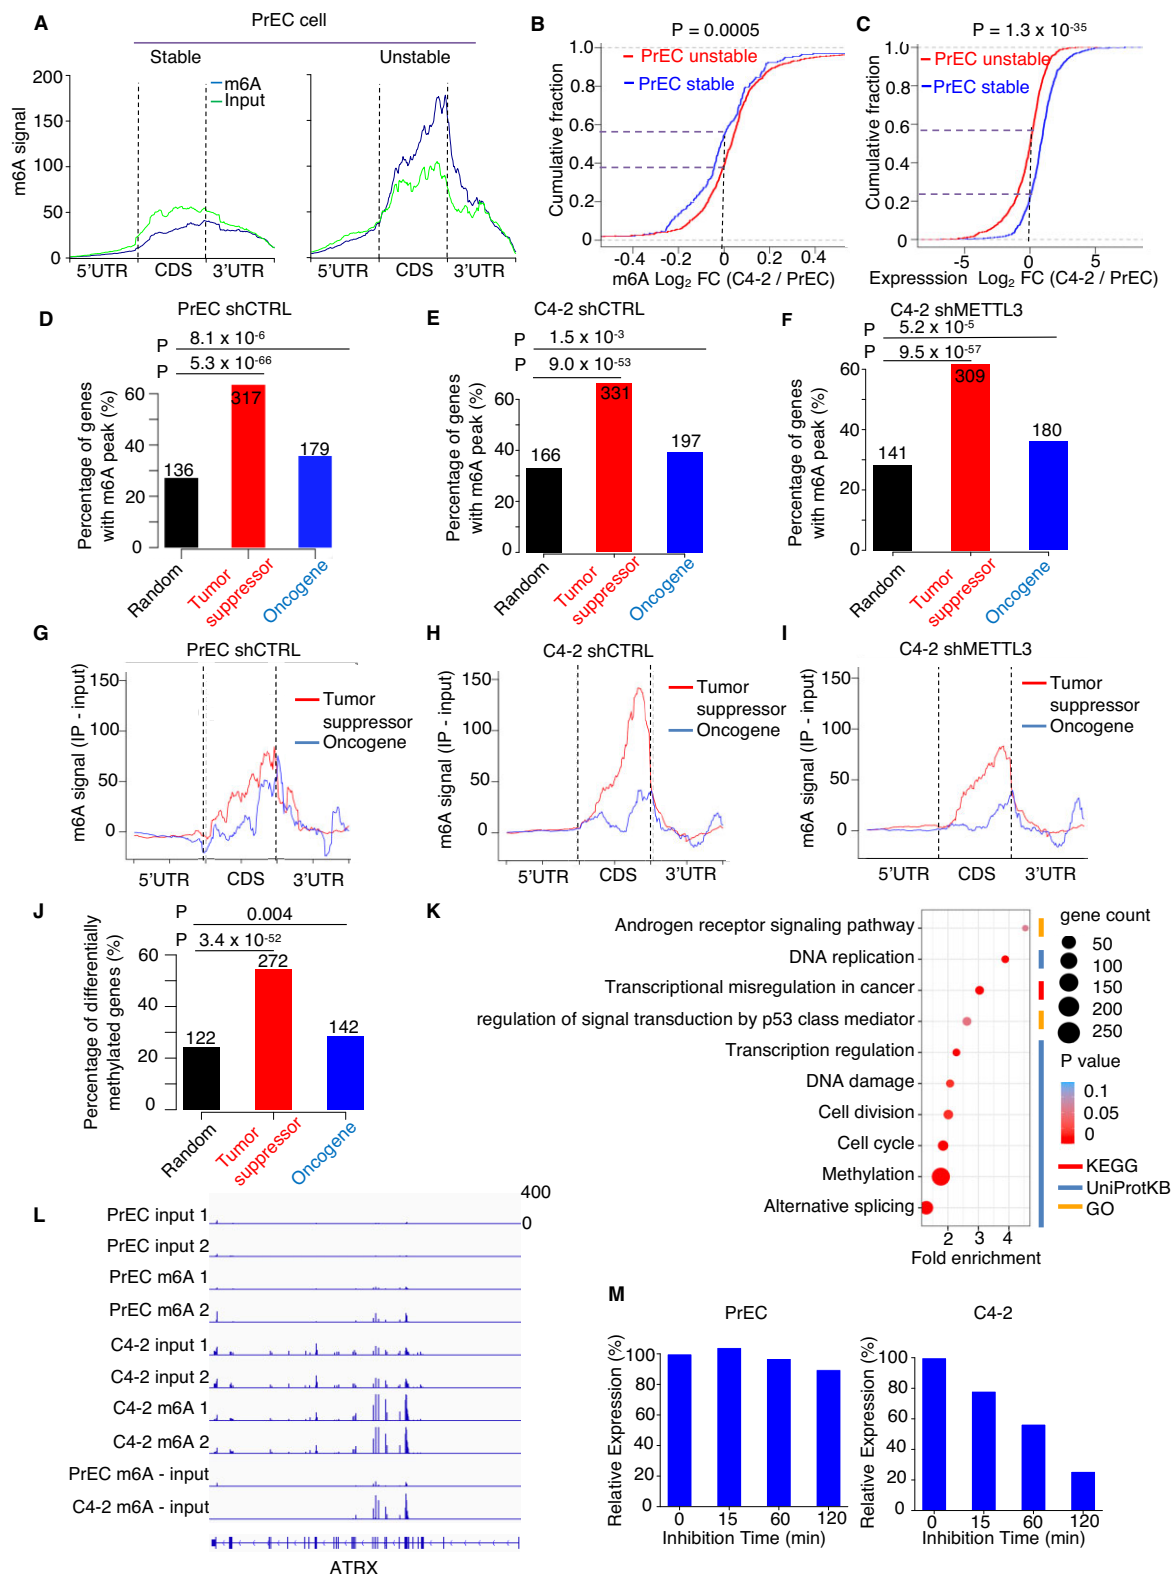 A
PrEC cell
Stable
Unstable
m6A
Input
m6A signal
200
150
100
50
0
5'UTR
CDS
3'UTR
5'UTR
CDS
3'UTR
B
P = 0.0005
PrEC unstable
PrEC stable
Cumulative fraction
1.0
0.8
0.6
0.4
0.2
0
-0.4
-0.2
0
0.2
0.4
m6A Log2 FC (C4-2 / PrEC)
C
P = 1.3 x 10-35
PrEC unstable
PrEC stable
Cumulative fraction
1.0
0.8
0.6
0.4
0.2
0
-5
0
5
Expresssion Log2 FC (C4-2 / PrEC)
D
PrEC shCTRL
P 8.1 x 10-6
P 5.3 x 10-66
Percentage of genes
with m6A peak (%)
60
40
20
0
136
317
179
Random
Tumor
suppressor
Oncogene
E
C4-2 shCTRL
P 1.5 x 10-3
P 9.0 x 10-53
Percentage of genes
with m6A peak (%)
60
40
20
0
166
331
197
Random
Tumor
suppressor
Oncogene
F
C4-2 shMETTL3
P 5.2 x 10-5
P 9.5 x 10-57
Percentage of genes
with m6A peak (%)
60
40
20
0
141
309
180
Random
Tumor
suppressor
Oncogene
G
PrEC shCTRL
m6A signal (IP - input)
150
100
50
0
Tumor
suppressor
Oncogene
5'UTR
CDS
3'UTR
H
C4-2 shCTRL
m6A signal (IP - input)
150
100
50
0
Tumor
suppressor
Oncogene
5'UTR
CDS
3'UTR
I
C4-2 shMETTL3
m6A signal (IP - input)
150
100
50
0
Tumor
suppressor
Oncogene
5'UTR
CDS
3'UTR
J
P 0.004
P 3.4 x 10-52
Percentage of differentially
methylated genes (%)
60
40
20
0
122
272
142
Random
Tumor
suppressor
Oncogene
K
Androgen receptor signaling pathway
DNA replication
Transcriptional misregulation in cancer
regulation of signal transduction by p53 class mediator
Transcription regulation
DNA damage
Cell division
Cell cycle
Methylation
Alternative splicing
2
3
4
Fold enrichment
gene count
50
100
150
200
250
P value
0.1
0.05
0
KEGG
UniProtKB
GO
L
400
0
PrEC input 1
PrEC input 2
PrEC m6A 1
PrEC m6A 2
C4-2 input 1
C4-2 input 2
C4-2 m6A 1
C4-2 m6A 2
PrEC m6A - input
C4-2 m6A - input
ATRX
M
PrEC
Relative Expression (%)
100
80
60
40
20
0
0
15
60
120
Inhibition Time (min)
C4-2
Relative Expression (%)
100
80
60
40
20
0
0
15
60
120
Inhibition Time (min)